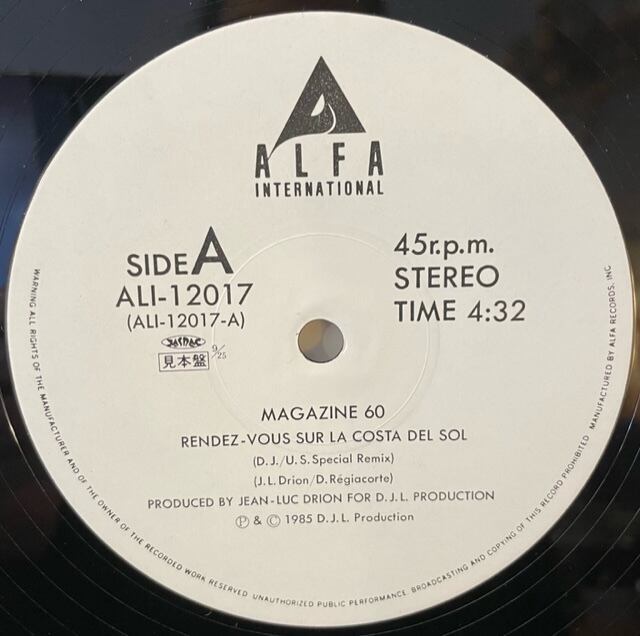 ALFA
INTERNATIONAL
SIDE A
ALI-12017
(ALI-12017-A)
JASRAC
9/25
見本盤
45r.p.m.
STEREO
TIME 4:32
MAGAZINE 60
RENDEZ-VOUS SUR LA COSTA DEL SOL
(D.J./U.S.Special Remix)
(J.L.Drion/D.Régiacorte)
PRODUCED BY JEAN-LUC DRION FOR D.J.L. PRODUCTION
Ⓟ & © 1985 D.J.L. Production
WARNING: ALL RIGHTS OF THE MANUFACTURER AND OF THE OWNER OF THE RECORDED WORK RESERVED. UNAUTHORIZED PUBLIC PERFORMANCE, BROADCASTING AND COPYING OF THIS RECORD PROHIBITED. MANUFACTURED BY ALFA RECORDS, INC